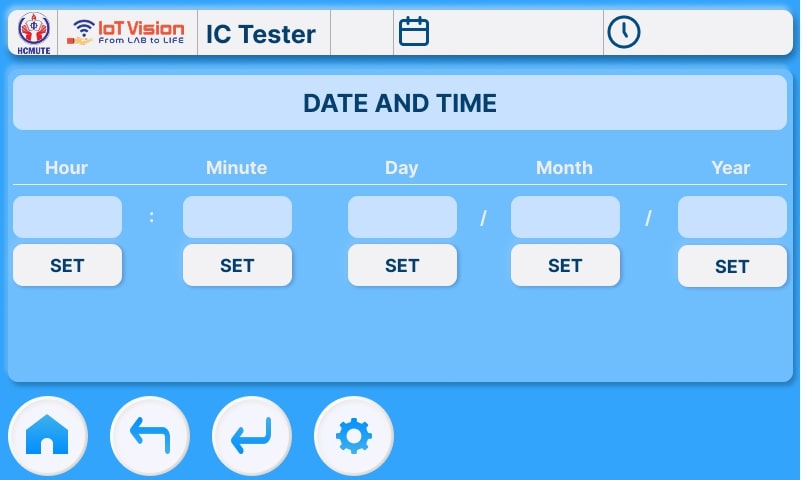 HCMUTE
IoT Vision
From LAB to LIFE
IC Tester
DATE AND TIME
Hour Minute Day Month Year
: / /
SET SET SET SET SET